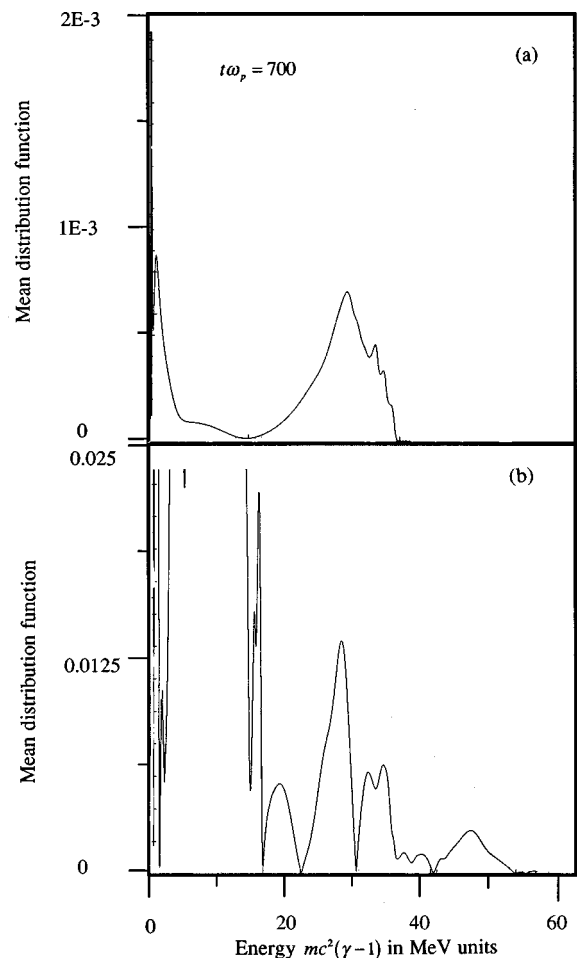 2E-3
(a)
tω_p = 700
Mean distribution function
1E-3
0
0.025
(b)
Mean distribution function
0.0125
0
0 20 40 60
Energy mc²(γ−1) in MeV units